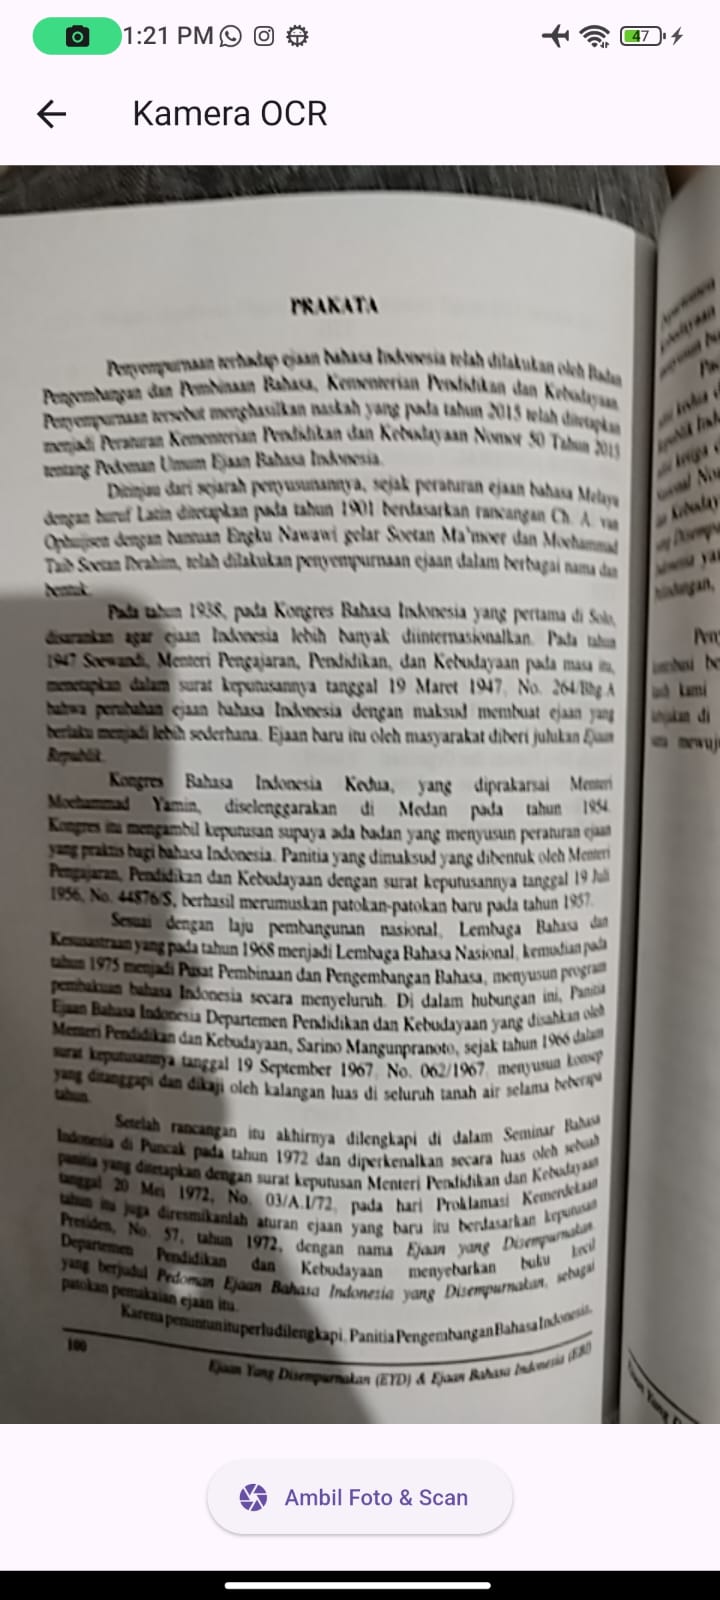 1:21 PM
47
Kamera OCR
PRAKATA
Penyempurnaan terhadap ejaan bahasa Indonesia telah dilakukan oleh Badan
Pengembangan dan Pembinaan Bahasa, Kementerian Pendidikan dan Kebudayaan.
Penyempurnaan tersebut menghasilkan naskah yang pada tahun 2015 telah ditetapkan
menjadi Peraturan Kementerian Pendidikan dan Kebudayaan Nomor 50 Tahun 2015
tentang Pedoman Umum Ejaan Bahasa Indonesia.
Ditinjau dari sejarah penyusunannya, sejak peraturan ejaan bahasa Melayu
dengan huruf Latin ditetapkan pada tahun 1901 berdasarkan rancangan Ch. A. van
Ophuijsen dengan bantuan Engku Nawawi gelar Soetan Ma'moer dan Moehammad
Taib Soetan Ibrahim, telah dilakukan penyempurnaan ejaan dalam berbagai nama dan
bentuk.
Pada tahun 1938, pada Kongres Bahasa Indonesia yang pertama di Solo,
disarankan agar ejaan Indonesia lebih banyak diinternasionalkan. Pada tahun
1947 Soewandi, Menteri Pengajaran, Pendidikan, dan Kebudayaan pada masa itu,
menetapkan dalam surat keputusannya tanggal 19 Maret 1947, No. 264/Bhg.A
bahwa perubahan ejaan bahasa Indonesia dengan maksud membuat ejaan yang
berlaku menjadi lebih sederhana. Ejaan baru itu oleh masyarakat diberi julukan Ejaan
Republik.
Kongres Bahasa Indonesia Kedua, yang diprakarsai Menteri
Moehammad Yamin, diselenggarakan di Medan pada tahun 1954.
Kongres itu mengambil keputusan supaya ada badan yang menyusun peraturan ejaan
yang praktis bagi bahasa Indonesia. Panitia yang dimaksud yang dibentuk oleh Menteri
Pengajaran, Pendidikan dan Kebudayaan dengan surat keputusannya tanggal 19 Juli
1956, No. 44876/S, berhasil merumuskan patokan-patokan baru pada tahun 1957.
Sesuai dengan laju pembangunan nasional, Lembaga Bahasa dan
Kesusastraan yang pada tahun 1968 menjadi Lembaga Bahasa Nasional, kemudian pada
tahun 1975 menjadi Pusat Pembinaan dan Pengembangan Bahasa, menyusun program
pembakuan bahasa Indonesia secara menyeluruh. Di dalam hubungan ini, Panitia
Ejaan Bahasa Indonesia Departemen Pendidikan dan Kebudayaan yang disahkan oleh
Menteri Pendidikan dan Kebudayaan, Sarino Mangunpranoto, sejak tahun 1966 dalam
surat keputusannya tanggal 19 September 1967, No. 062/1967, menyusun konsep
yang ditanggapi dan dikaji oleh kalangan luas di seluruh tanah air selama beberapa
tahun.
Setelah rancangan itu akhirnya dilengkapi di dalam Seminar Bahasa
Indonesia di Puncak pada tahun 1972 dan diperkenalkan secara luas oleh sebuah
panitia yang ditetapkan dengan surat keputusan Menteri Pendidikan dan Kebudayaan
tanggal 20 Mei 1972, No. 03/A.I/72, pada hari Proklamasi Kemerdekaan
tahun itu juga diresmikanlah aturan ejaan yang baru itu berdasarkan keputusan
Presiden, No. 57, tahun 1972, dengan nama Ejaan yang Disempurnakan.
Departemen Pendidikan dan Kebudayaan menyebarkan buku kecil
yang berjudul Pedoman Ejaan Bahasa Indonesia yang Disempurnakan, sebagai
patokan pemakaian ejaan itu.
Karena penuntun itu perlu dilengkapi, Panitia Pengembangan Bahasa Indonesia,
100
Ejaan Yang Disempurnakan (EYD) & Ejaan Bahasa Indonesia (EBI)
Ambil Foto & Scan